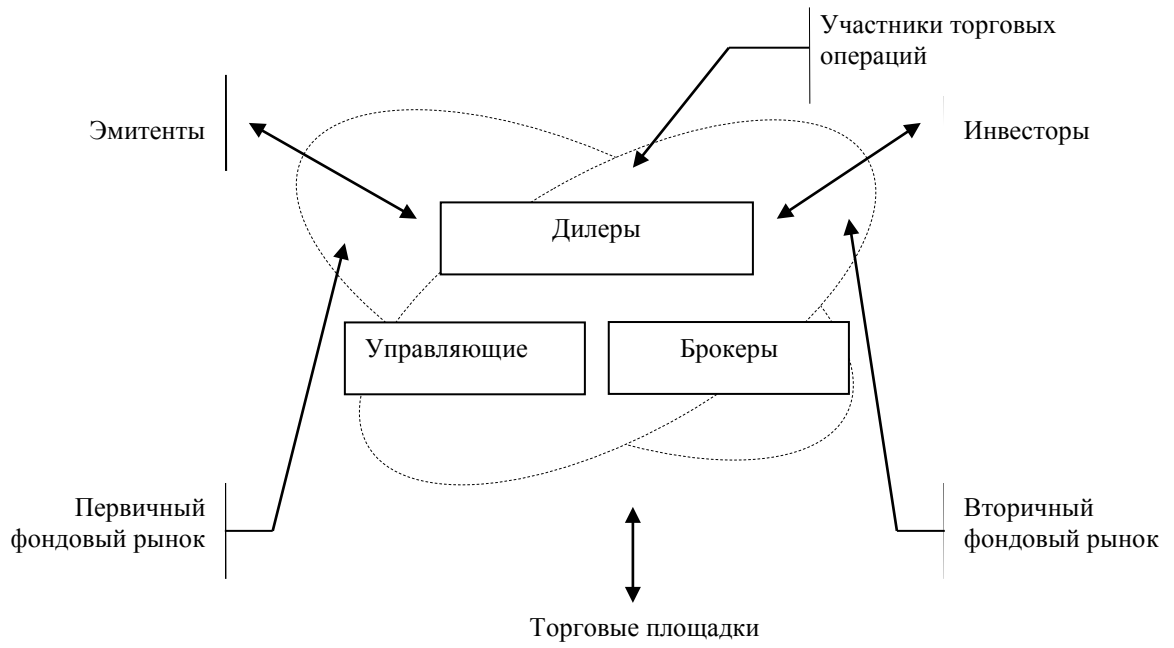 Участники торговых
операций
Эмитенты
Инвесторы
Дилеры
Управляющие
Брокеры
Первичный
фондовый рынок
Вторичный
фондовый рынок
Торговые площадки